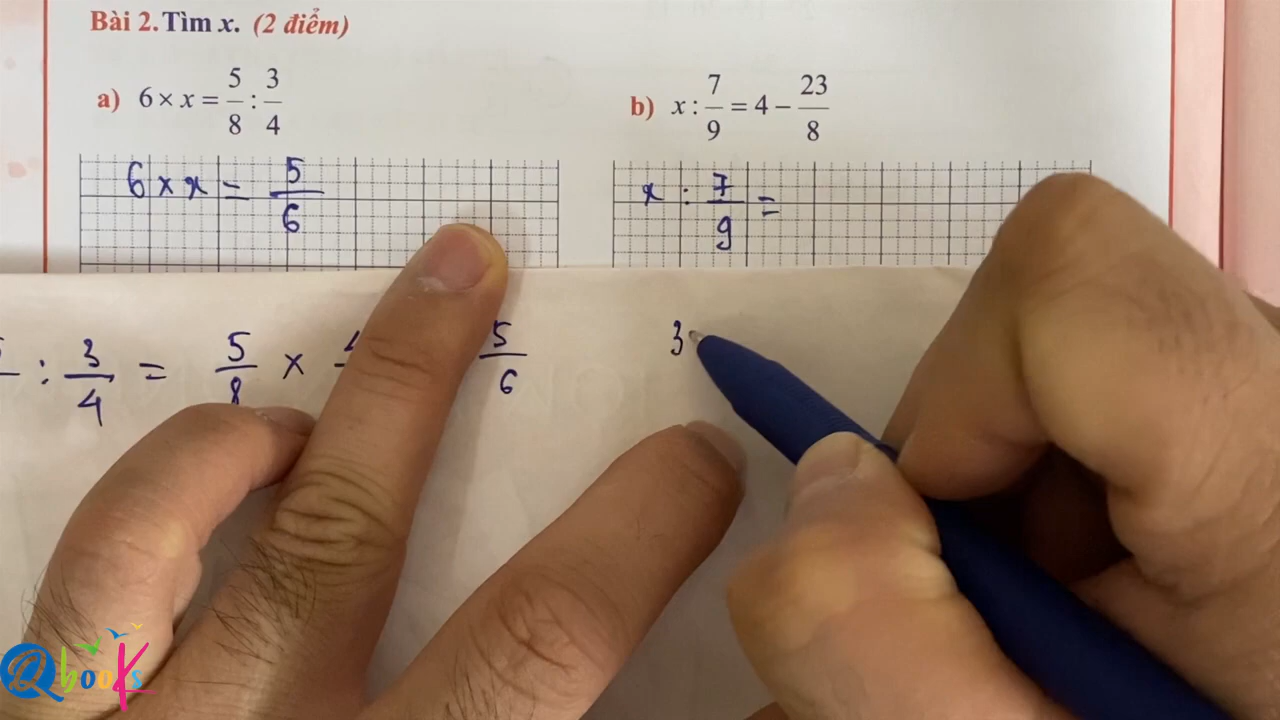 Bài 2. Tìm x. (2 điểm)
a) 6 × x = 5/8 : 3/4
b) x : 7/9 = 4 − 23/8
6 × x = 5/6
x : 7/9 =
: 3/4 = 5/8 × 5/6
3
Qbooks